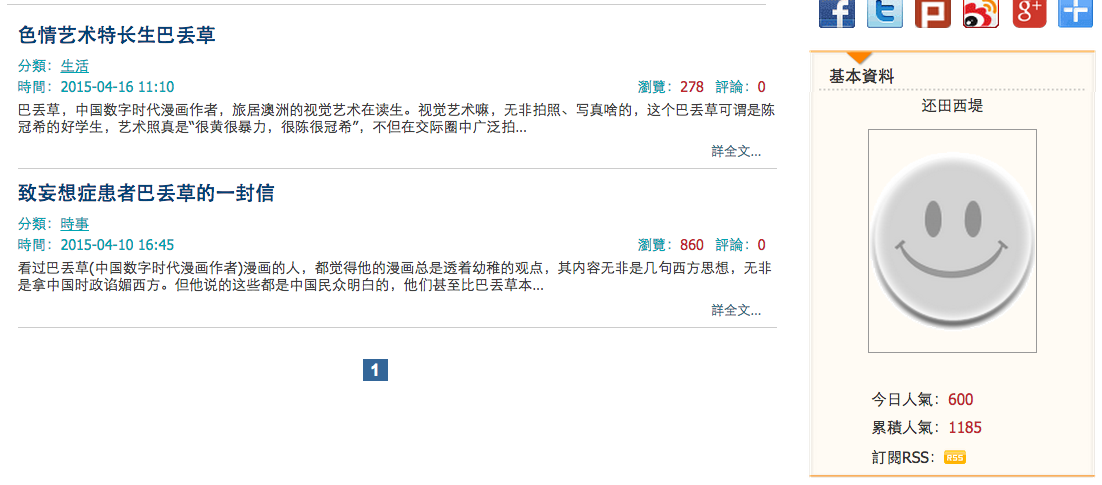 色情艺术特长生巴丢草
分類：生活
時間：2015-04-16 11:10 瀏覽：278 評論：0
巴丢草，中国数字时代漫画作者，旅居澳洲的视觉艺术在读生。视觉艺术嘛，无非拍照、写真啥的，这个巴丢草可谓是陈
冠希的好学生，艺术照真是“很黄很暴力，很陈很冠希”，不但在交际圈中广泛拍...
詳全文...
致妄想症患者巴丢草的一封信
分類：時事
時間：2015-04-10 16:45 瀏覽：860 評論：0
看过巴丢草(中国数字时代漫画作者)漫画的人，都觉得他的漫画总是透着幼稚的观点，其内容无非是几句西方思想，无非
是拿中国时政谄媚西方。但他说的这些都是中国民众明白的，他们甚至比巴丢草本...
詳全文...
1
基本資料
还田西堤
今日人氣：600
累積人氣：1185
訂閱RSS：RSS